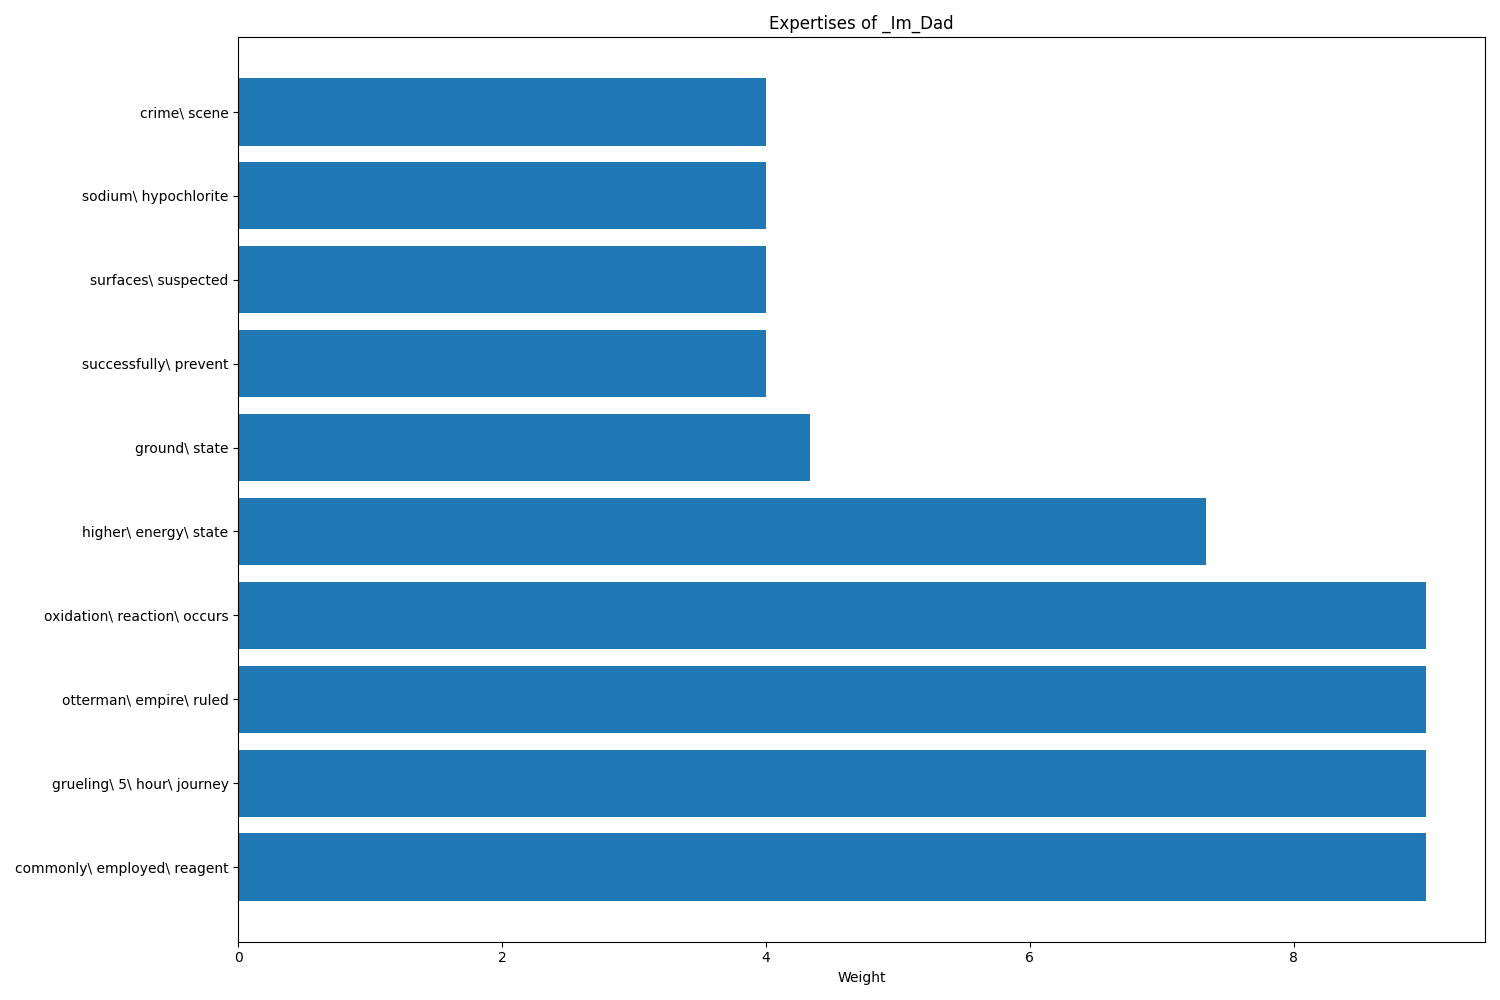 Expertises of _Im_Dad
crime\ scene
sodium\ hypochlorite
surfaces\ suspected
successfully\ prevent
ground\ state
higher\ energy\ state
oxidation\ reaction\ occurs
otterman\ empire\ ruled
grueling\ 5\ hour\ journey
commonly\ employed\ reagent
0 2 4 6 8
Weight